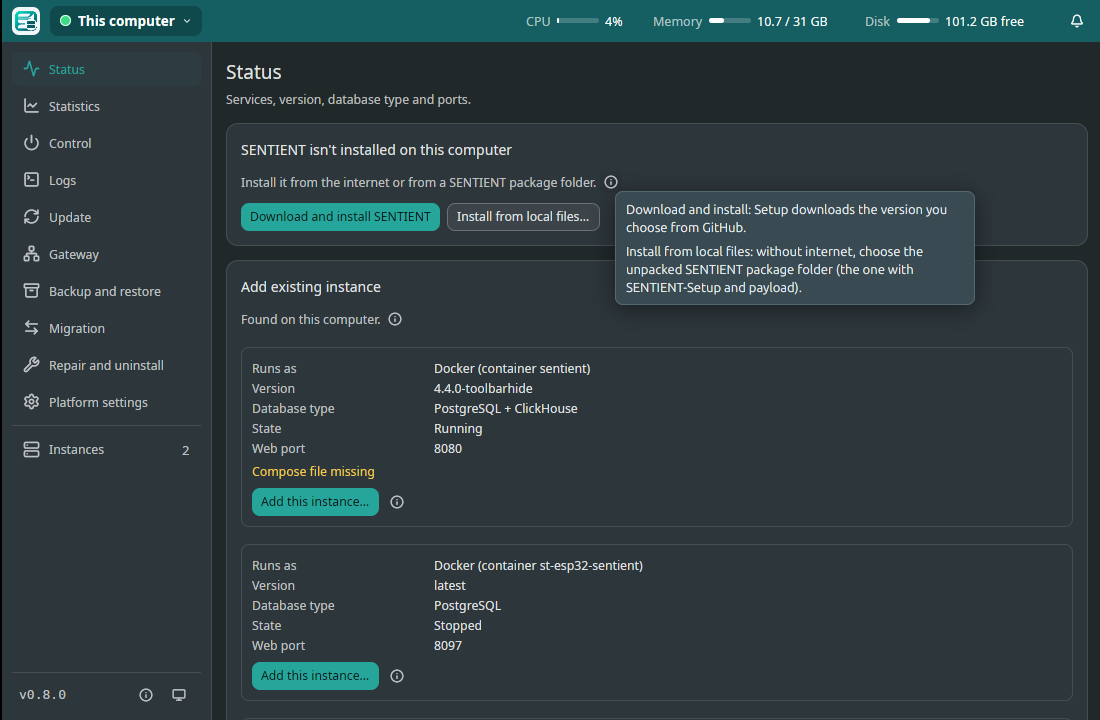 This computer
CPU 4% Memory 10.7 / 31 GB Disk 101.2 GB free
Status
Statistics
Control
Logs
Update
Gateway
Backup and restore
Migration
Repair and uninstall
Platform settings
Instances 2
v0.8.0
Status
Services, version, database type and ports.
SENTIENT isn't installed on this computer
Install it from the internet or from a SENTIENT package folder.
Download and install SENTIENT Install from local files...
Download and install: Setup downloads the version you
choose from GitHub.
Install from local files: without internet, choose the
unpacked SENTIENT package folder (the one with
SENTIENT-Setup and payload).
Add existing instance
Found on this computer.
Runs as Docker (container sentient)
Version 4.4.0-toolbarhide
Database type PostgreSQL + ClickHouse
State Running
Web port 8080
Compose file missing
Add this instance...
Runs as Docker (container st-esp32-sentient)
Version latest
Database type PostgreSQL
State Stopped
Web port 8097
Add this instance...